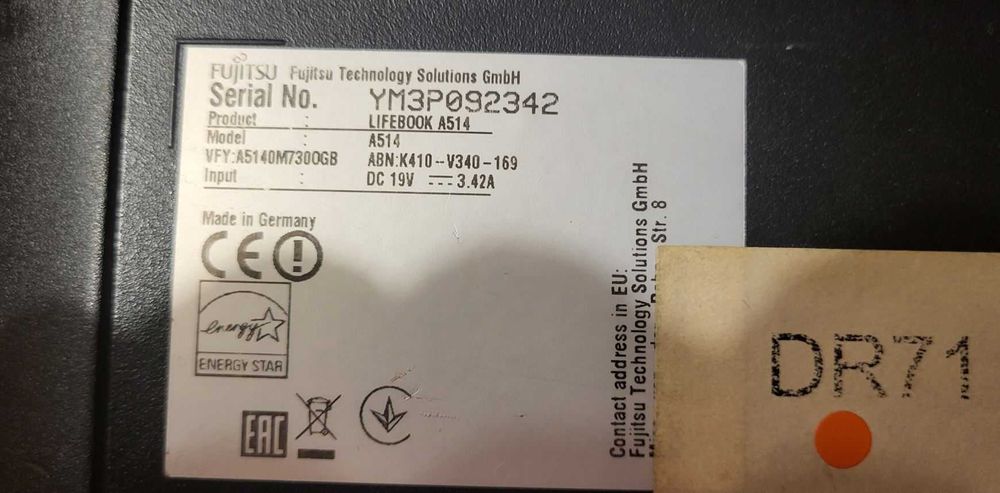 FUJITSU Fujitsu Technology Solutions GmbH
Serial No. YM3P092342
Product : LIFEBOOK A514
Model : A514
VFY:A5140M7300GB ABN:K410-V340-169
Input : DC 19V 3.42A
Made in Germany
CE
energy
ENERGY STAR
EAC
Contact address in EU:
Fujitsu Technology Solutions GmbH
Str. 8
DR71